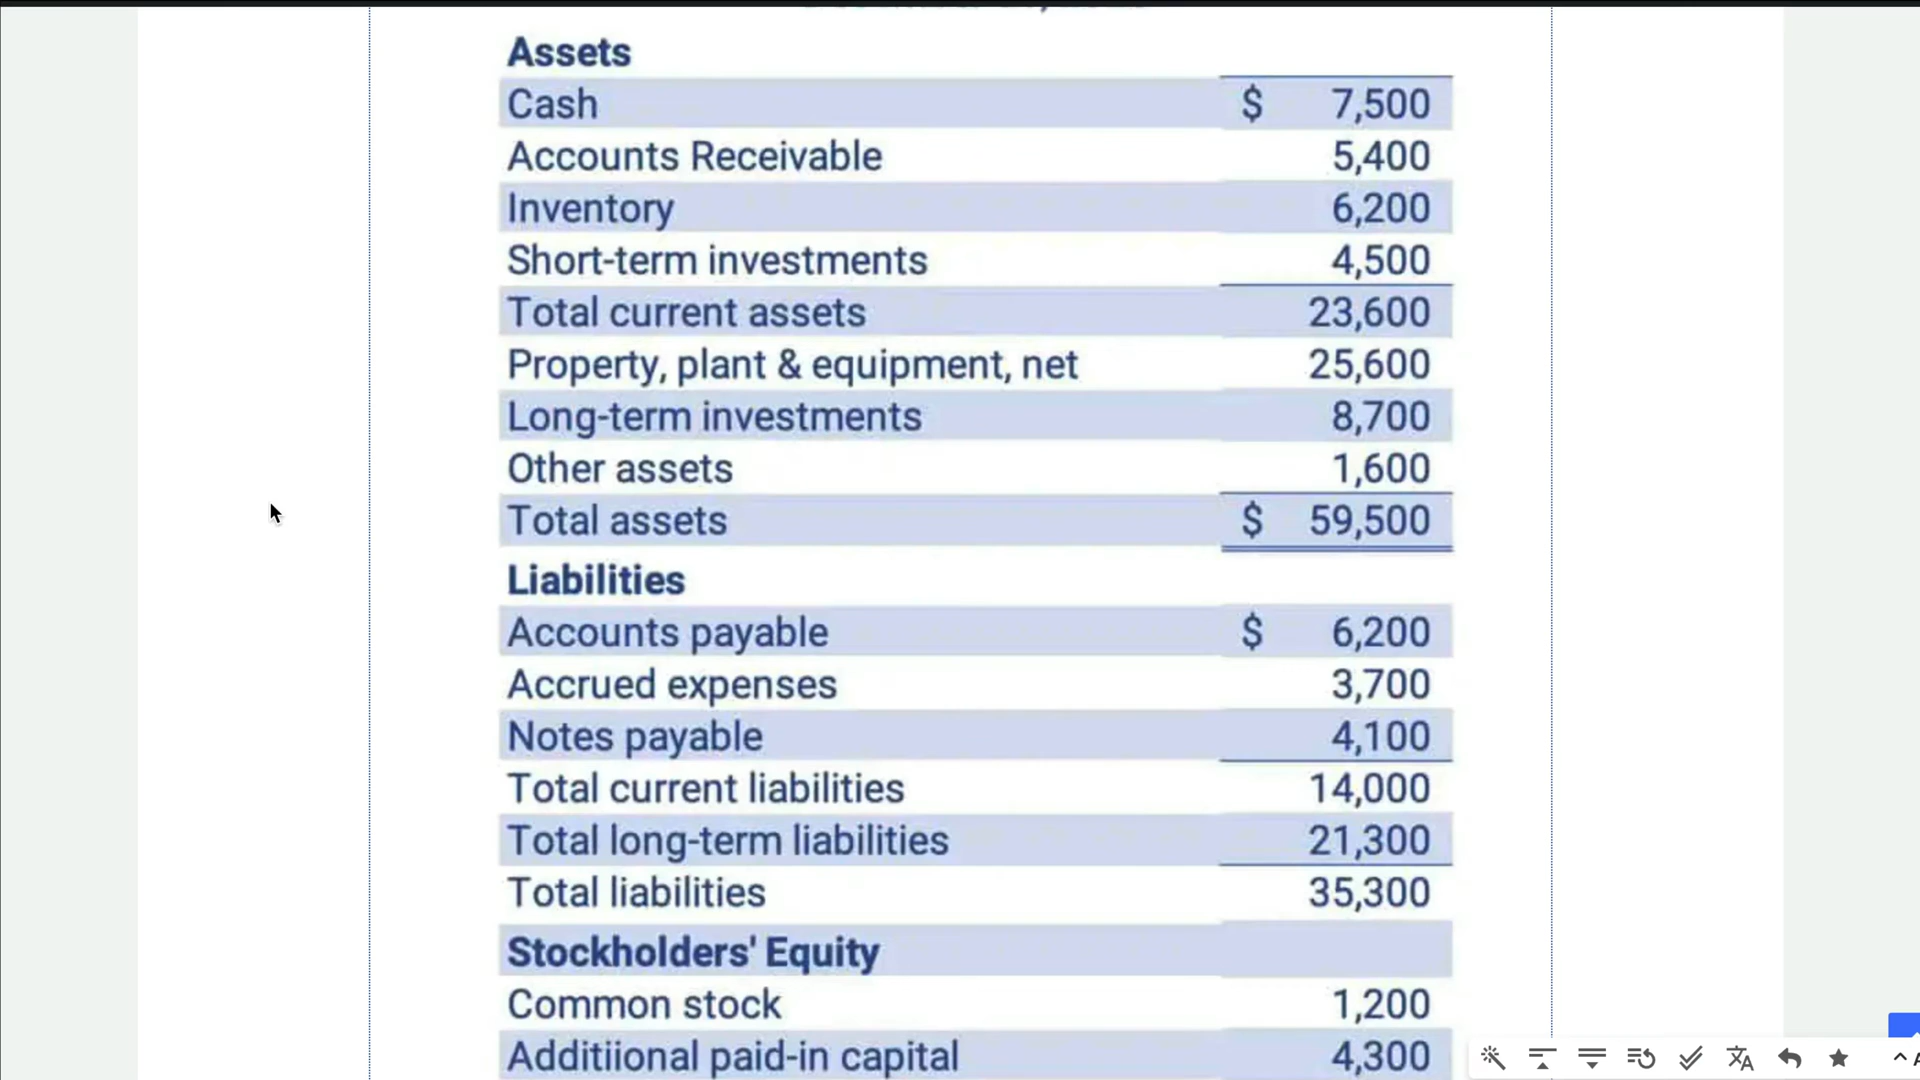 Assets
Cash $ 7,500
Accounts Receivable 5,400
Inventory 6,200
Short-term investments 4,500
Total current assets 23,600
Property, plant & equipment, net 25,600
Long-term investments 8,700
Other assets 1,600
Total assets $ 59,500
Liabilities
Accounts payable $ 6,200
Accrued expenses 3,700
Notes payable 4,100
Total current liabilities 14,000
Total long-term liabilities 21,300
Total liabilities 35,300
Stockholders' Equity
Common stock 1,200
Additiional paid-in capital 4,300